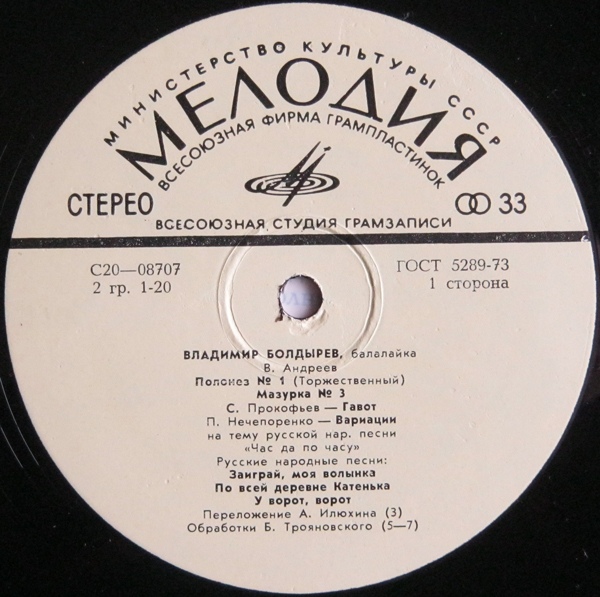 МИНИСТЕРСТВО КУЛЬТУРЫ СССР
МЕЛОДИЯ
ВСЕСОЮЗНАЯ ФИРМА ГРАМПЛАСТИНОК
СТЕРЕО
33
ВСЕСОЮЗНАЯ СТУДИЯ ГРАМЗАПИСИ
С20—08707
ГОСТ 5289-73
2 гр. 1-20
1 сторона
ВЛАДИМИР БОЛДЫРЕВ, балалайка
В. Андреев
Полонез № 1 (Торжественный)
Мазурка № 3
С. Прокофьев — Гавот
П. Нечепоренко — Вариации
на тему русской нар. песни
«Час да по часу»
Русские народные песни:
Заиграй, моя волынка
По всей деревне Катенька
У ворот, ворот
Переложение А. Илюхина (3)
Обработки Б. Трояновского (5—7)